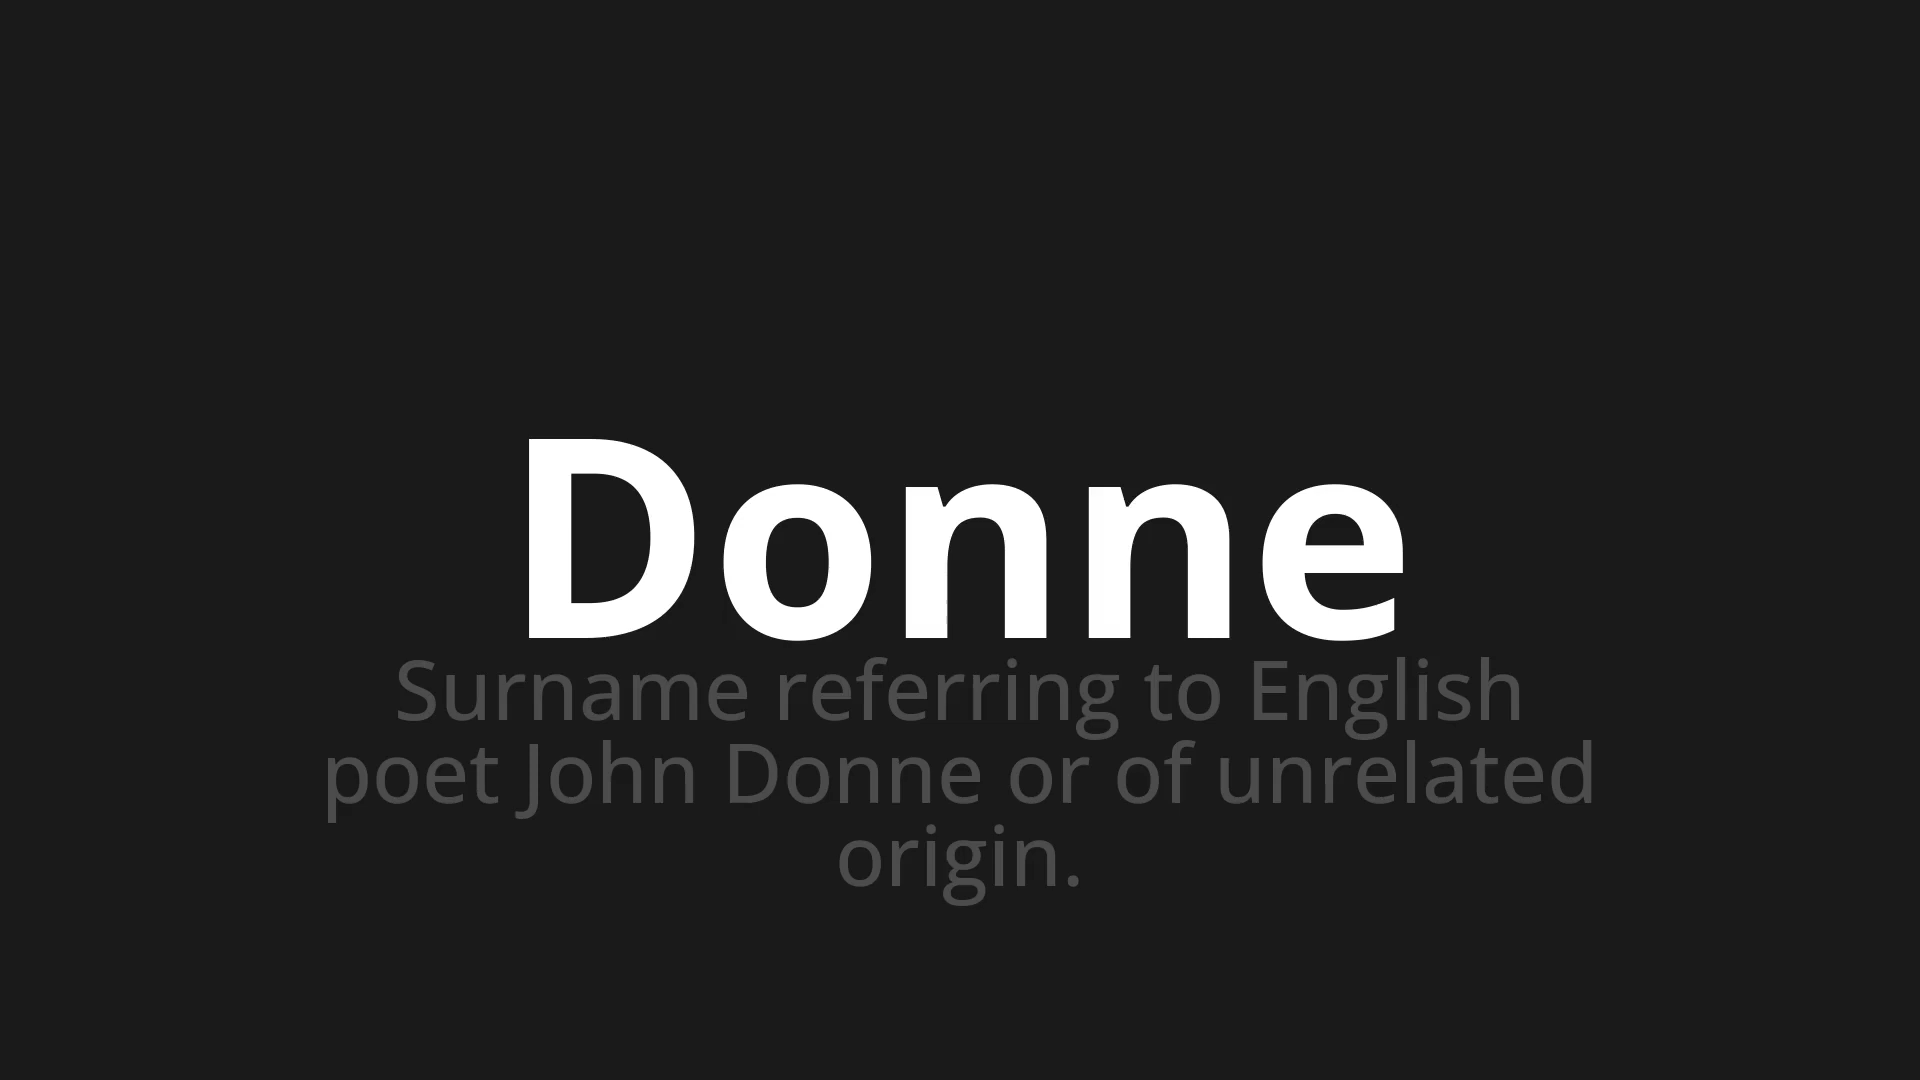 Donne
Surname referring to English
poet John Donne or of unrelated
origin.